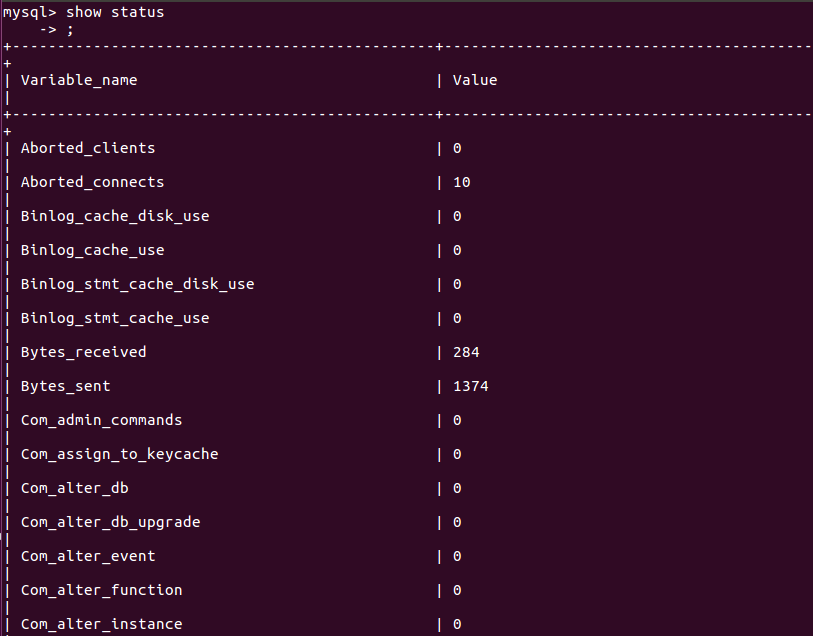 mysql> show status
    -> ;
+-----------------------------------------------+-----------------------------------------
+
| Variable_name                                 | Value
|
+-----------------------------------------------+-----------------------------------------
+
| Aborted_clients                               | 0
|
| Aborted_connects                              | 10
|
| Binlog_cache_disk_use                         | 0
|
| Binlog_cache_use                              | 0
|
| Binlog_stmt_cache_disk_use                    | 0
|
| Binlog_stmt_cache_use                         | 0
|
| Bytes_received                                | 284
|
| Bytes_sent                                    | 1374
|
| Com_admin_commands                            | 0
|
| Com_assign_to_keycache                        | 0
|
| Com_alter_db                                  | 0
|
| Com_alter_db_upgrade                          | 0
|
| Com_alter_event                               | 0
|
| Com_alter_function                            | 0
|
| Com_alter_instance                            | 0